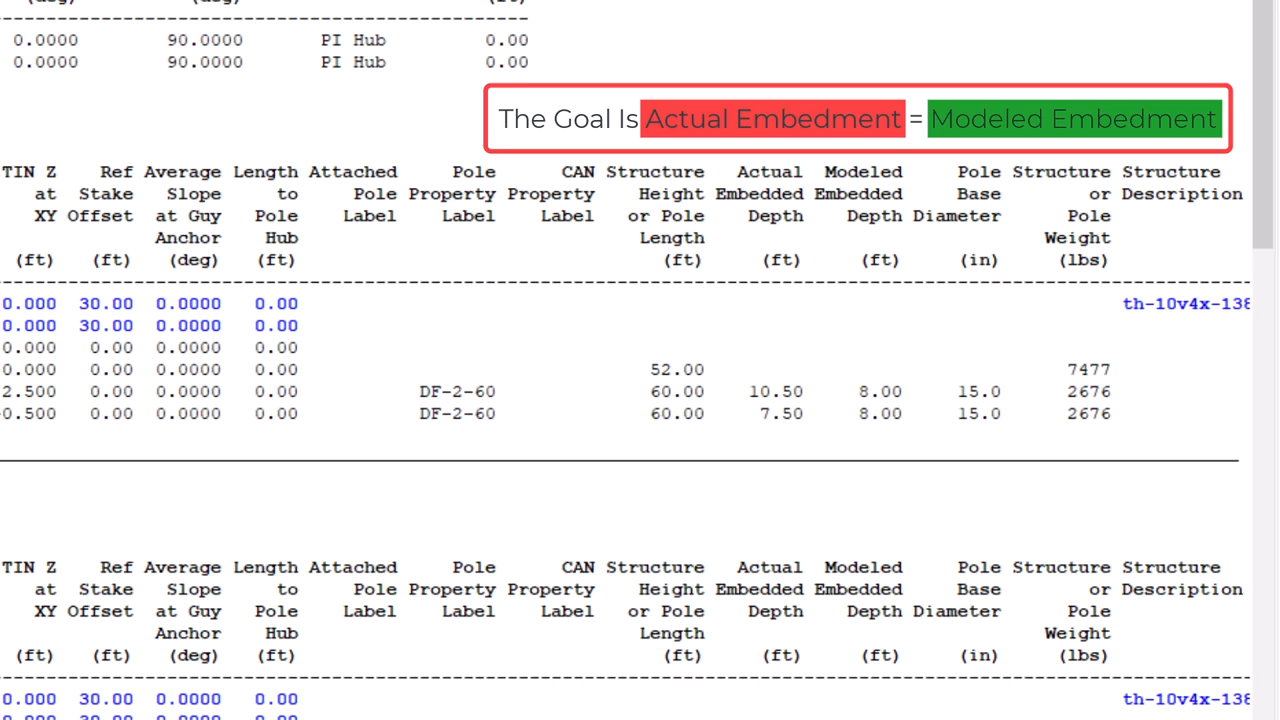 0.0000 90.0000 PI Hub 0.00
0.0000 90.0000 PI Hub 0.00
The Goal Is Actual Embedment = Modeled Embedment
TIN Z Ref Average Length Attached Pole CAN Structure Actual Modeled Pole Structure Structure
at Stake Slope to Pole Property Property Height Embedded Embedded Base or Description
XY Offset at Guy Pole Label Label Label or Pole Depth Depth Diameter Pole
Anchor Hub Length Weight
(ft) (ft) (deg) (ft) (ft) (ft) (ft) (in) (lbs)
0.000 30.00 0.0000 0.00 th-10v4x-138
0.000 30.00 0.0000 0.00
0.000 0.00 0.0000 0.00
0.000 0.00 0.0000 0.00 52.00 7477
2.500 0.00 0.0000 0.00 DF-2-60 60.00 10.50 8.00 15.0 2676
0.500 0.00 0.0000 0.00 DF-2-60 60.00 7.50 8.00 15.0 2676
TIN Z Ref Average Length Attached Pole CAN Structure Actual Modeled Pole Structure Structure
at Stake Slope to Pole Property Property Height Embedded Embedded Base or Description
XY Offset at Guy Pole Label Label Label or Pole Depth Depth Diameter Pole
Anchor Hub Length Weight
(ft) (ft) (deg) (ft) (ft) (ft) (ft) (in) (lbs)
0.000 30.00 0.0000 0.00 th-10v4x-138